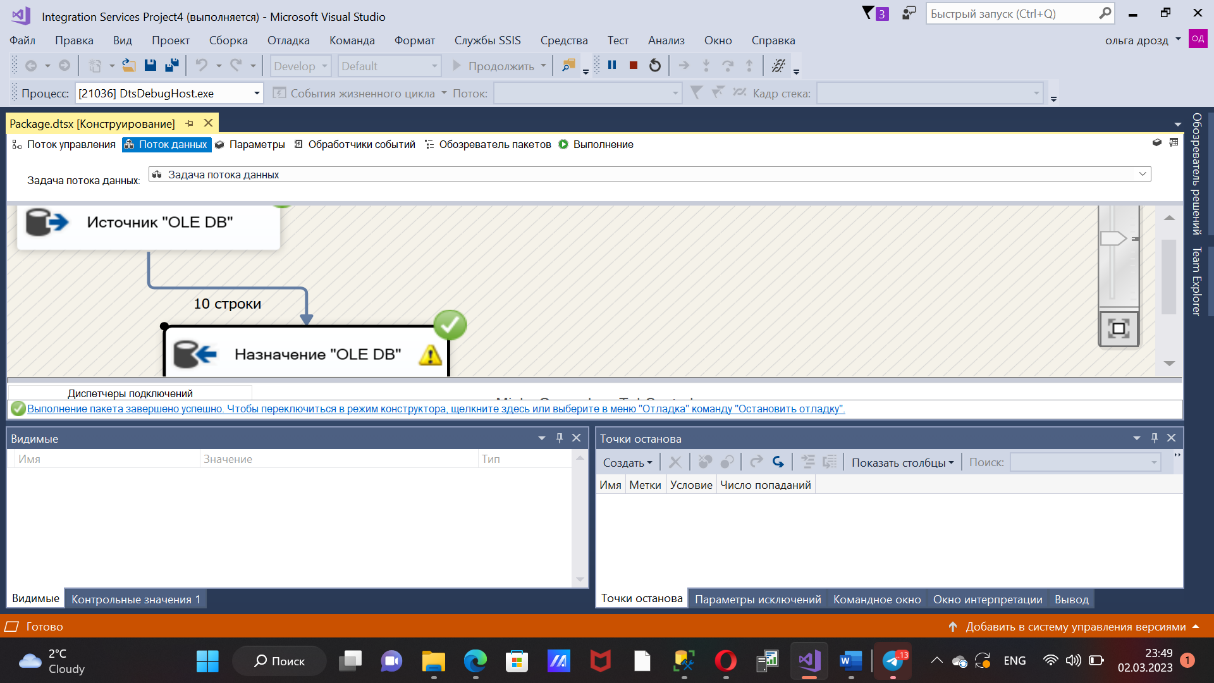 Integration Services Project4 (выполняется) - Microsoft Visual Studio
3
Быстрый запуск (Ctrl+Q)
Файл Правка Вид Проект Сборка Отладка Команда Формат Службы SSIS Средства Тест Анализ Окно Справка
ольга дрозд
ОД
Develop Default Продолжить
Процесс: [21036] DtsDebugHost.exe События жизненного цикла Поток: Кадр стека:
Package.dtsx [Конструирование]
Поток управления Поток данных Параметры Обработчики событий Обозреватель пакетов Выполнение
Задача потока данных: Задача потока данных
Источник "OLE DB"
10 строки
Назначение "OLE DB"
Обозреватель решений
Team Explorer
Диспетчеры подключений
Выполнение пакета завершено успешно. Чтобы переключиться в режим конструктора, щелкните здесь или выберите в меню "Отладка" команду "Остановить отладку".
Видимые
Имя Значение Тип
Видимые Контрольные значения 1
Точки останова
Создать Показать столбцы Поиск:
Имя Метки Условие Число попаданий
Точки останова Параметры исключений Командное окно Окно интерпретации Вывод
Готово
Добавить в систему управления версиями
2°C
Cloudy
Поиск
13
ENG
23:49
02.03.2023
1